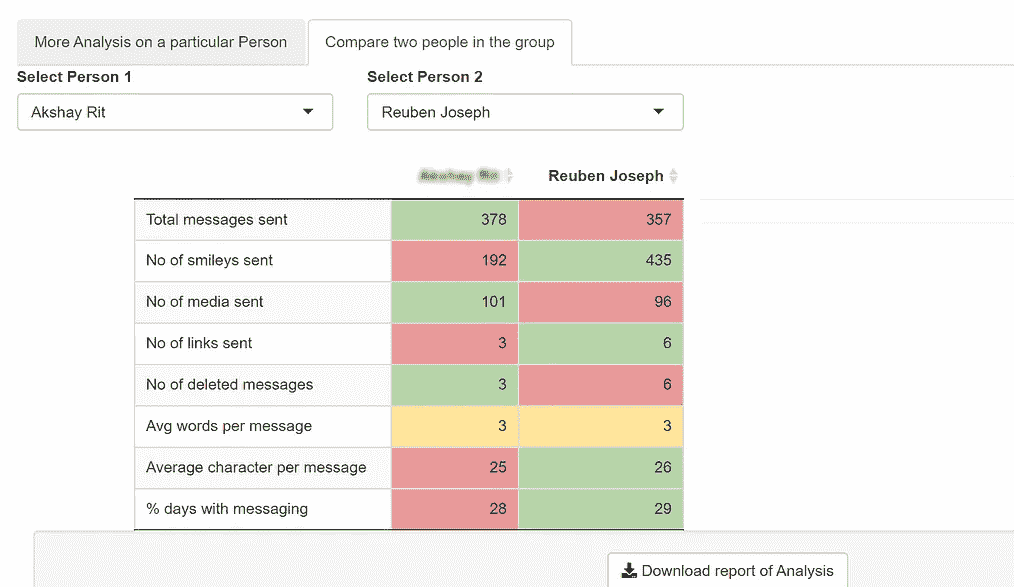 More Analysis on a particular Person Compare two people in the group
Select Person 1 Select Person 2
Akshay Rit Reuben Joseph
Reuben Joseph
Total messages sent 378 357
No of smileys sent 192 435
No of media sent 101 96
No of links sent 3 6
No of deleted messages 3 6
Avg words per message 3 3
Average character per message 25 26
% days with messaging 28 29
Download report of Analysis